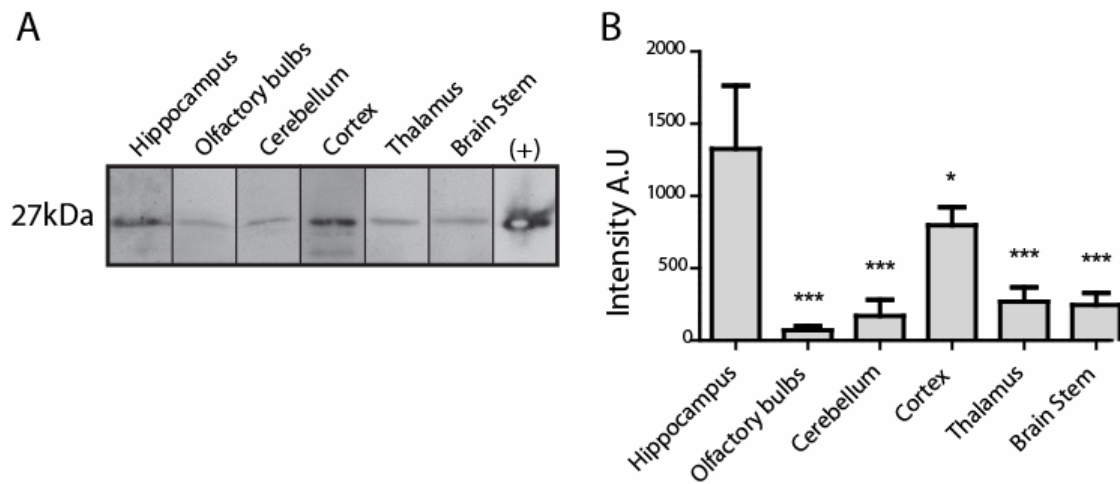 A
Hippocampus
Olfactory bulbs
Cerebellum
Cortex
Thalamus
Brain Stem
(+)
27kDa
B
Intensity A.U
2000
1500
1000
500
0
*
***
***
***
***
Hippocampus
Olfactory bulbs
Cerebellum
Cortex
Thalamus
Brain Stem